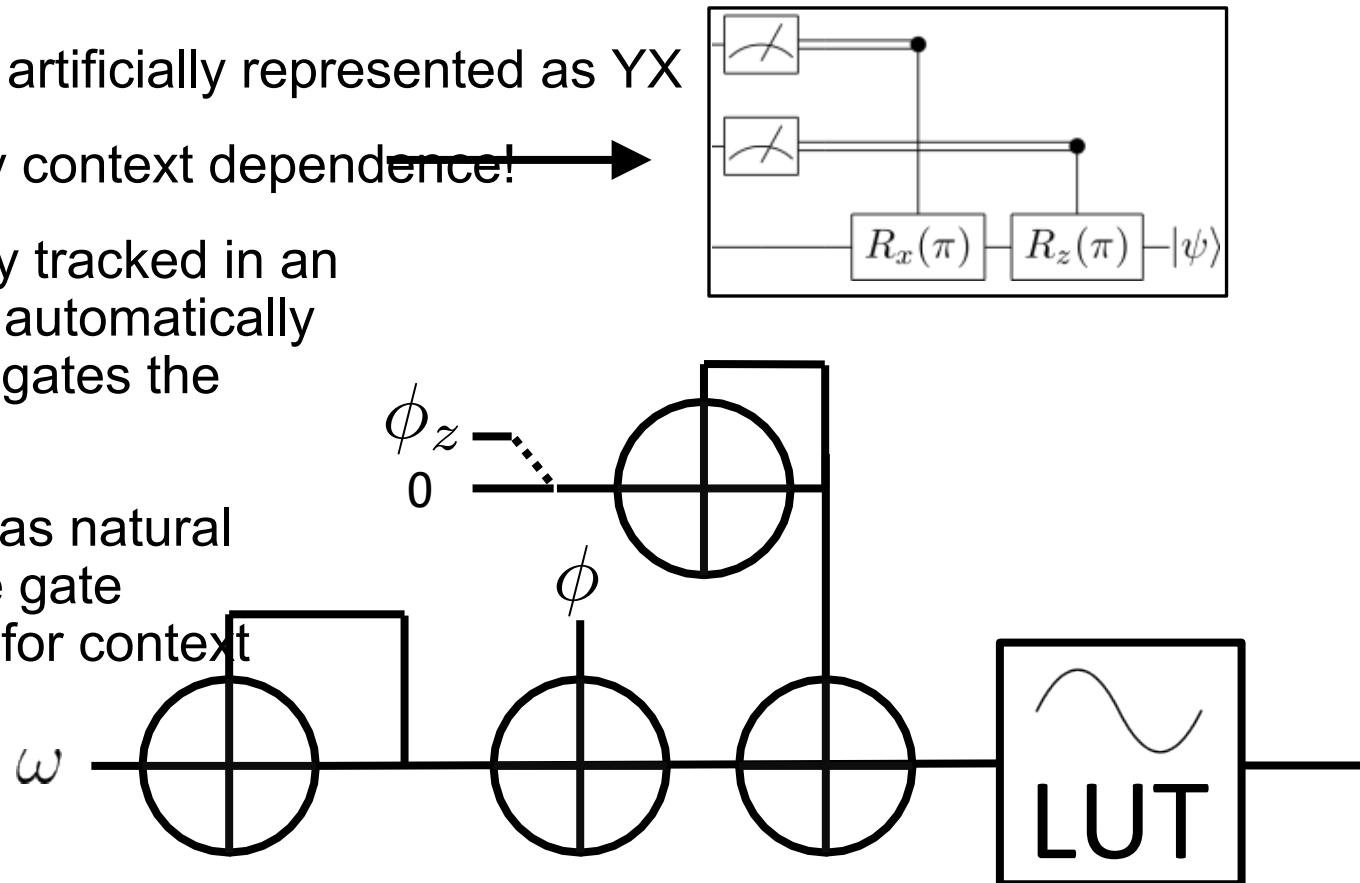 artificially represented as YX
y context dependence!
y tracked in an
automatically
gates the
as natural
e gate
for context
R_x(π) R_z(π) |ψ⟩
ϕ_z
0
ϕ
ω
LUT